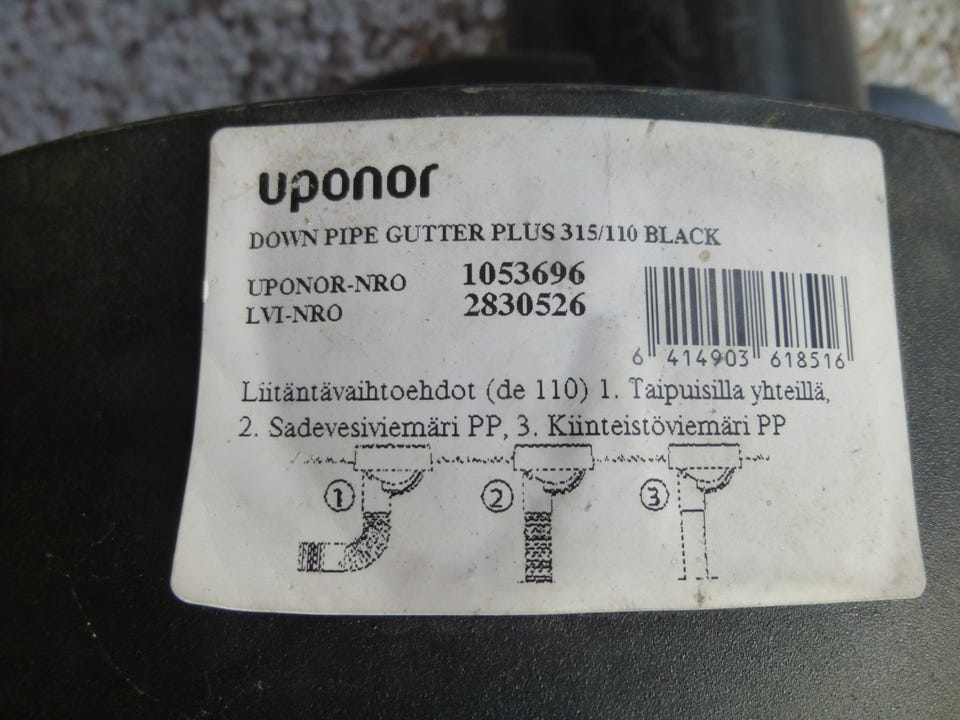 uponor
DOWN PIPE GUTTER PLUS 315/110 BLACK
UPONOR-NRO 1053696
LVI-NRO 2830526
6 414903 618516
Liitäntävaihtoehdot (de 110) 1. Taipuisilla yhteillä,
2. Sadevesiviemäri PP, 3. Kiinteistöviemäri PP
1 2 3